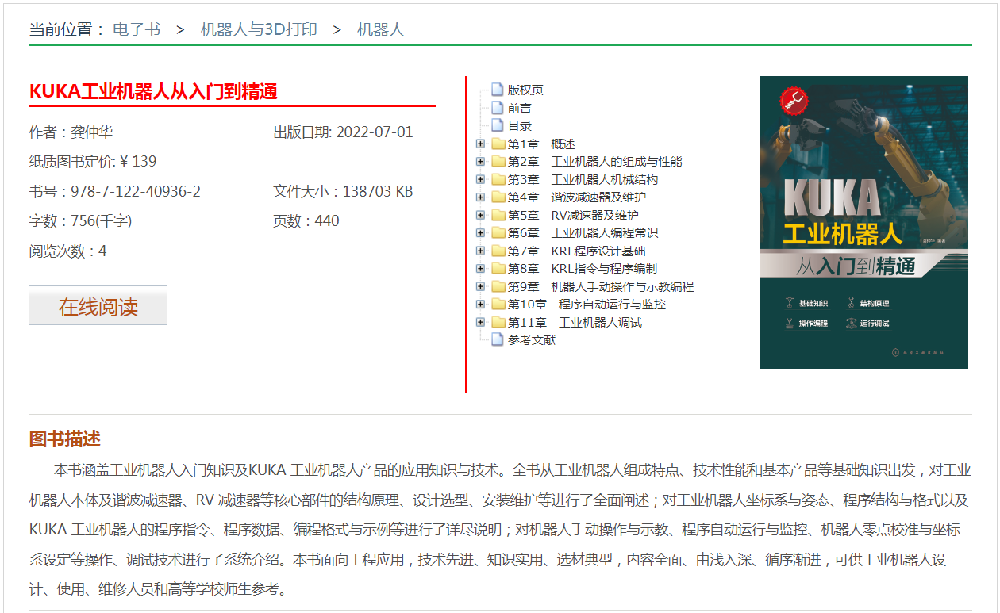 当前位置： 电子书 > 机器人与3D打印 > 机器人
KUKA工业机器人从入门到精通
作者：龚仲华 出版日期: 2022-07-01
纸质图书定价: ¥ 139
书号：978-7-122-40936-2 文件大小：138703 KB
字数：756(千字) 页数：440
阅览次数：4
在线阅读
版权页
前言
目录
第1章 概述
第2章 工业机器人的组成与性能
第3章 工业机器人机械结构
第4章 谐波减速器及维护
第5章 RV减速器及维护
第6章 工业机器人编程常识
第7章 KRL程序设计基础
第8章 KRL指令与程序编制
第9章 机器人手动操作与示教编程
第10章 程序自动运行与监控
第11章 工业机器人调试
参考文献
KUKA
工业机器人
龚仲华 编著
从入门到精通
基础知识 结构原理
操作编程 运行调试
化学工业出版社
图书描述
本书涵盖工业机器人入门知识及KUKA 工业机器人产品的应用知识与技术。全书从工业机器人组成特点、技术性能和基本产品等基础知识出发，对工业
机器人本体及谐波减速器、RV 减速器等核心部件的结构原理、设计选型、安装维护等进行了全面阐述；对工业机器人坐标系与姿态、程序结构与格式以及
KUKA 工业机器人的程序指令、程序数据、编程格式与示例等进行了详尽说明；对机器人手动操作与示教、程序自动运行与监控、机器人零点校准与坐标
系设定等操作、调试技术进行了系统介绍。本书面向工程应用，技术先进、知识实用、选材典型，内容全面、由浅入深、循序渐进，可供工业机器人设
计、使用、维修人员和高等学校师生参考。